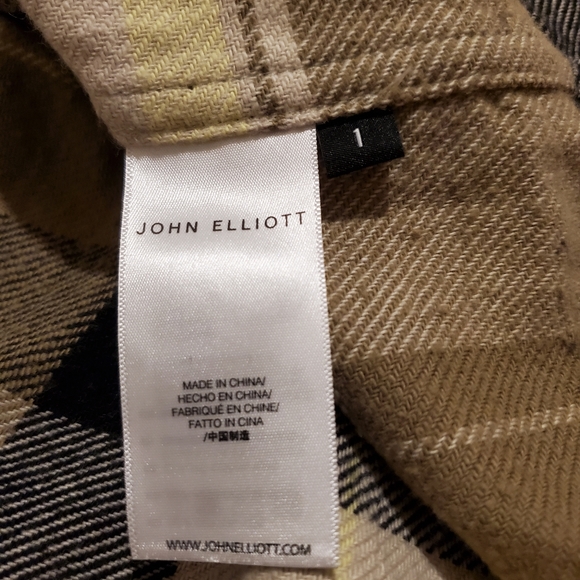 1
JOHN ELLIOTT
MADE IN CHINA/
HECHO EN CHINA/
FABRIQUÉ EN CHINE/
FATTO IN CINA
/中国制造
WWW.JOHNELLIOTT.COM